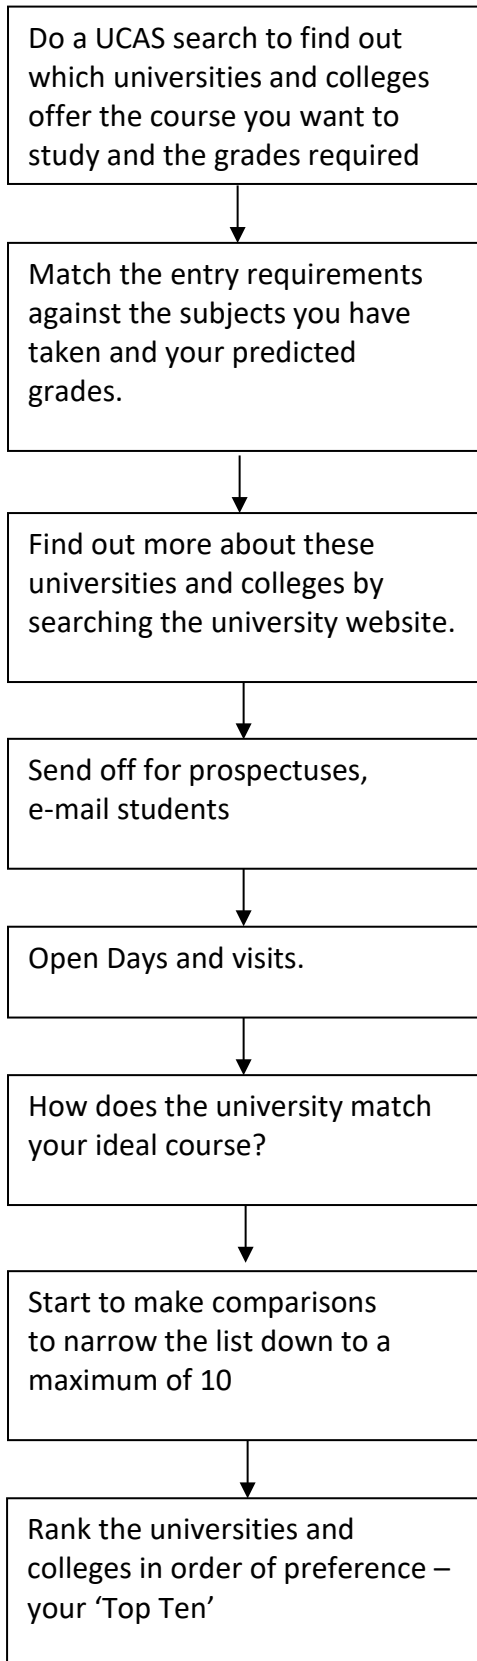 Do a UCAS search to find out
which universities and colleges
offer the course you want to
study and the grades required
Match the entry requirements
against the subjects you have
taken and your predicted
grades.
Find out more about these
universities and colleges by
searching the university website.
Send off for prospectuses,
e-mail students
Open Days and visits.
How does the university match
your ideal course?
Start to make comparisons
to narrow the list down to a
maximum of 10
Rank the universities and
colleges in order of preference –
your ‘Top Ten’